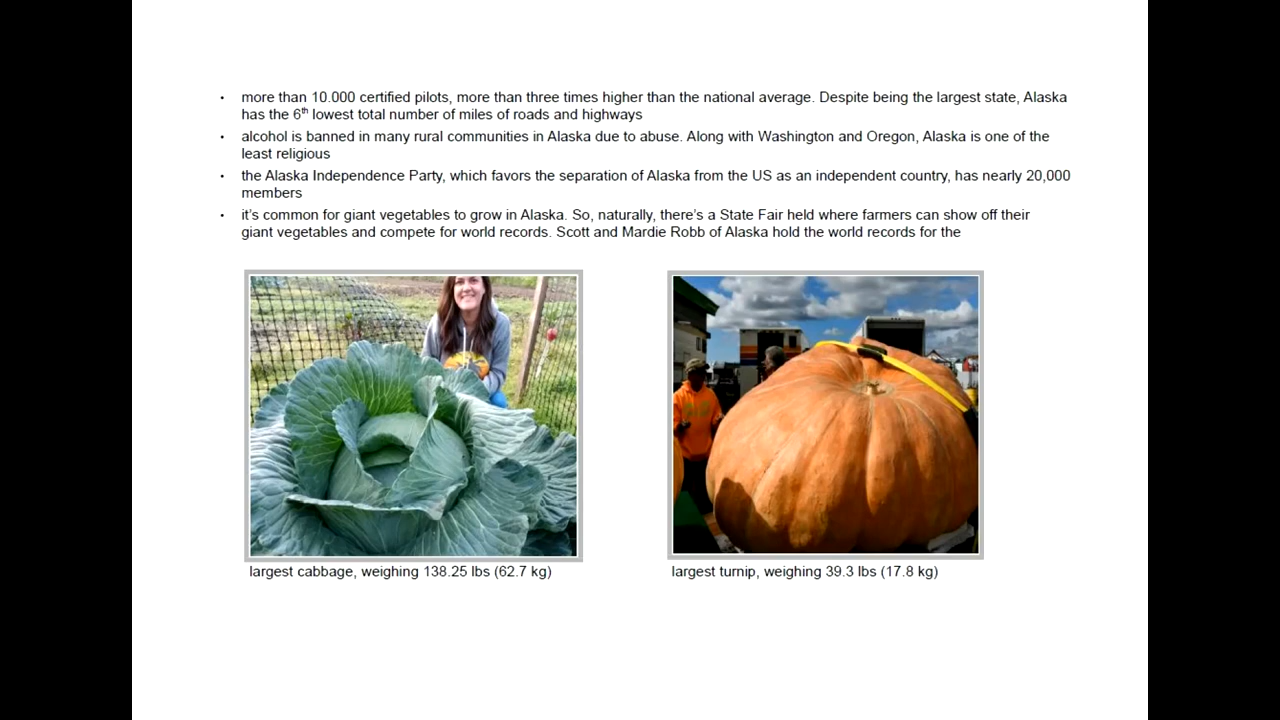 • more than 10.000 certified pilots, more than three times higher than the national average. Despite being the largest state, Alaska
has the 6th lowest total number of miles of roads and highways
• alcohol is banned in many rural communities in Alaska due to abuse. Along with Washington and Oregon, Alaska is one of the
least religious
• the Alaska Independence Party, which favors the separation of Alaska from the US as an independent country, has nearly 20,000
members
• it's common for giant vegetables to grow in Alaska. So, naturally, there's a State Fair held where farmers can show off their
giant vegetables and compete for world records. Scott and Mardie Robb of Alaska hold the world records for the
largest cabbage, weighing 138.25 lbs (62.7 kg)
largest turnip, weighing 39.3 lbs (17.8 kg)